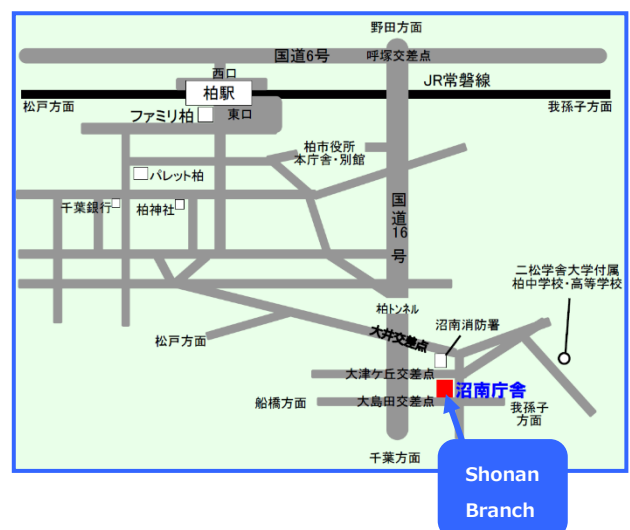 野田方面
国道6号
呼塚交差点
西口
JR常磐線
柏駅
松戸方面
我孫子方面
ファミリ柏
東口
柏市役所
本庁舎・別館
パレット柏
千葉銀行
柏神社
国道16号
二松学舎大学付属
柏中学校・高等学校
柏トンネル
沼南消防署
大井交差点
松戸方面
大津ケ丘交差点
沼南庁舎
船橋方面
大島田交差点
我孫子
方面
千葉方面
Shonan
Branch